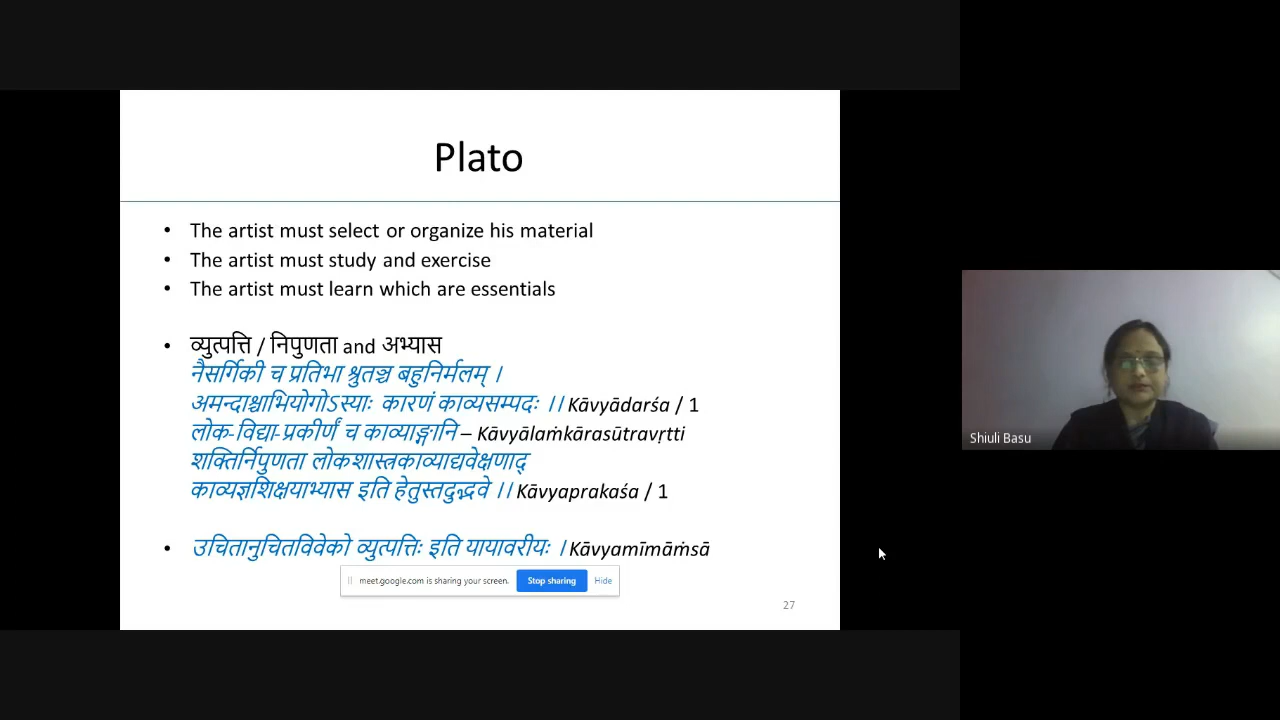 Plato
• The artist must select or organize his material
• The artist must study and exercise
• The artist must learn which are essentials
• व्युत्पत्ति / निपुणता and अभ्यास
नैसर्गिकी च प्रतिभा श्रुतञ्च बहुनिर्मलम् ।
अमन्दाश्चाभियोगोऽस्याः कारणं काव्यसम्पदः ।। Kāvyādarśa / 1
लोक-विद्या-प्रकीर्णं च काव्याङ्गानि – Kāvyālaṁkārasūtravṛtti
शक्तिर्निपुणता लोकशास्त्रकाव्याद्यवेक्षणाद्
काव्यज्ञशिक्षयाभ्यास इति हेतुस्तदुद्भवे ।। Kāvyaprakaśa / 1
• उचितानुचितविवेको व्युत्पत्तिः इति यायावरीयः । Kāvyamīmāṁsā
meet.google.com is sharing your screen. Stop sharing Hide
27
Shiuli Basu